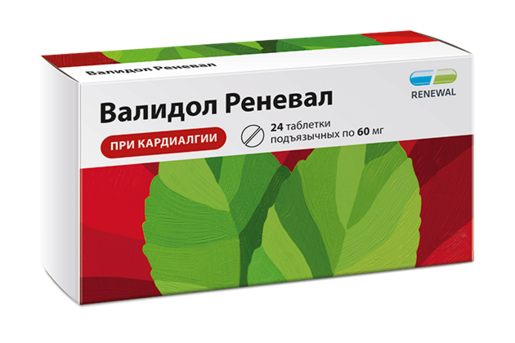 Валидол Реневал
Валидол Реневал
RENEWAL
ПРИ КАРДИАЛГИИ
24 таблетки
подъязычных по 60 мг